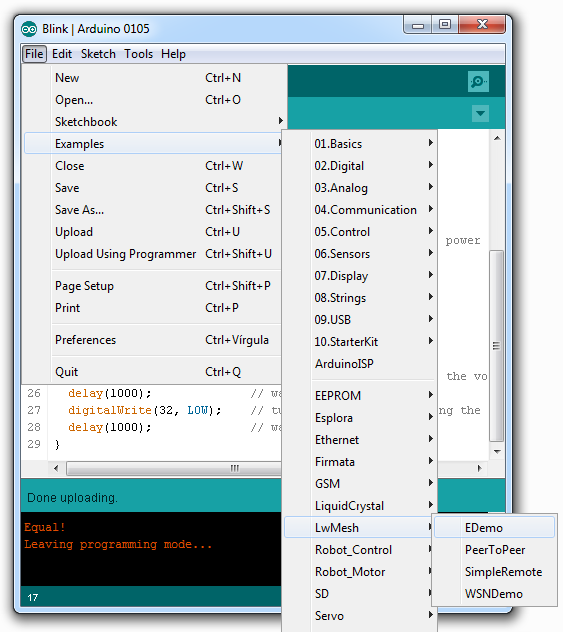 Blink | Arduino 0105
File Edit Sketch Tools Help
New Ctrl+N
Open... Ctrl+O
Sketchbook
Examples
Close Ctrl+W
Save Ctrl+S
Save As... Ctrl+Shift+S
Upload Ctrl+U
Upload Using Programmer Ctrl+Shift+U
Page Setup Ctrl+Shift+P
Print Ctrl+P
Preferences Ctrl+Vírgula
Quit Ctrl+Q
01.Basics
02.Digital
03.Analog
04.Communication
05.Control
06.Sensors
07.Display
08.Strings
09.USB
10.StarterKit
ArduinoISP
EEPROM
Esplora
Ethernet
Firmata
GSM
LiquidCrystal
LwMesh
Robot_Control
Robot_Motor
SD
Servo
EDemo
PeerToPeer
SimpleRemote
WSNDemo
power
the vo
26 delay(1000); // wa
27 digitalWrite(32, LOW); // tu ng the
28 delay(1000); // wa
29 }
Done uploading.
Equal!
Leaving programming mode...
17